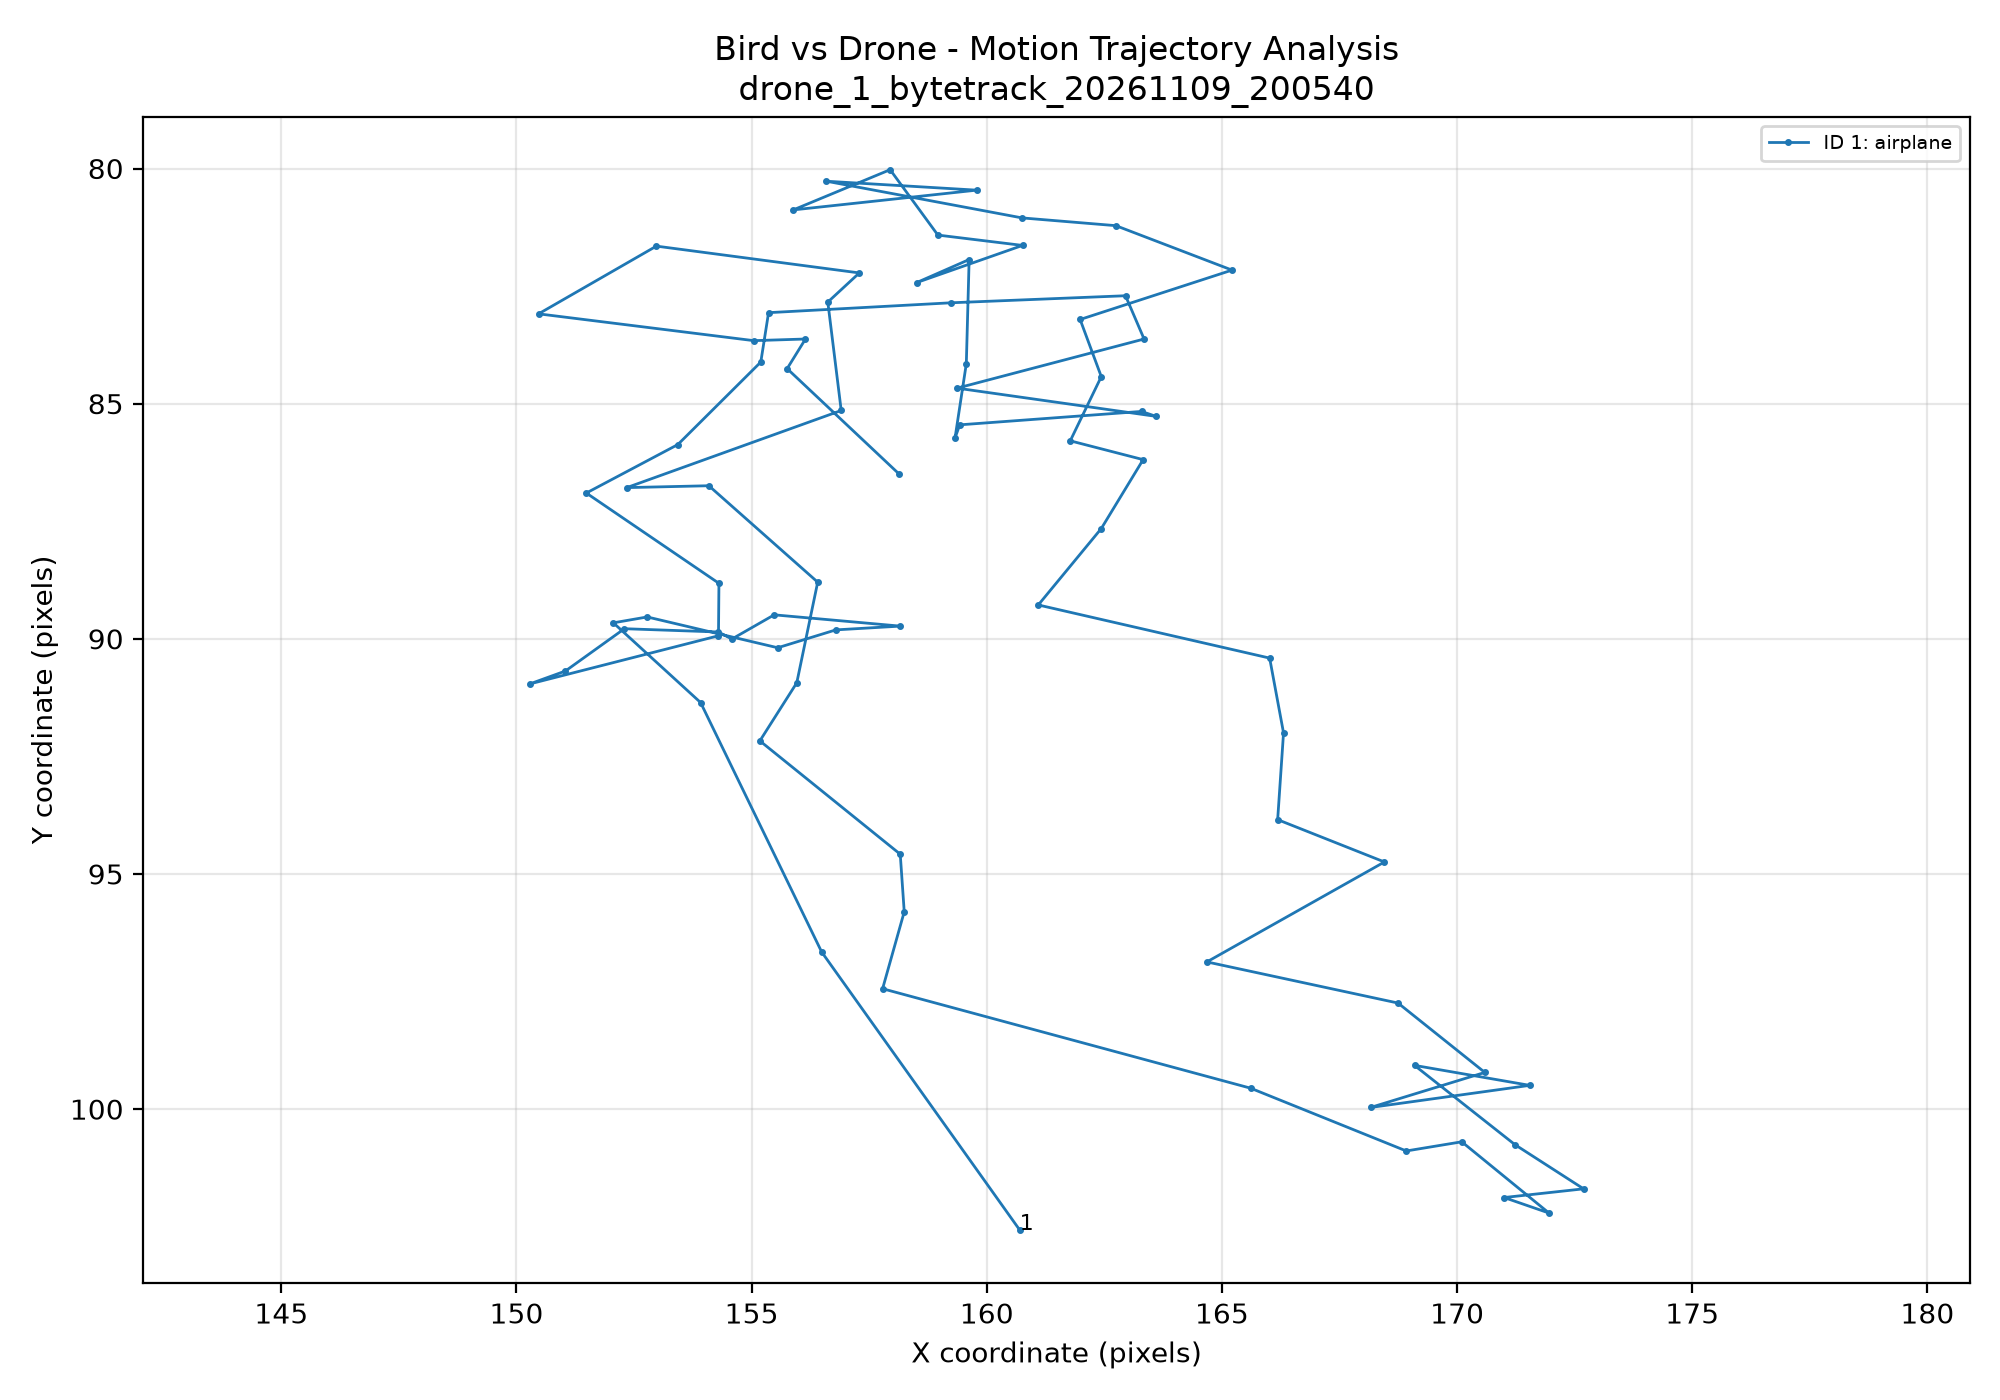 Bird vs Drone - Motion Trajectory Analysis
drone_1_bytetrack_20261109_200540
ID 1: airplane
80
85
90
95
100
Y coordinate (pixels)
1
145 150 155 160 165 170 175 180
X coordinate (pixels)